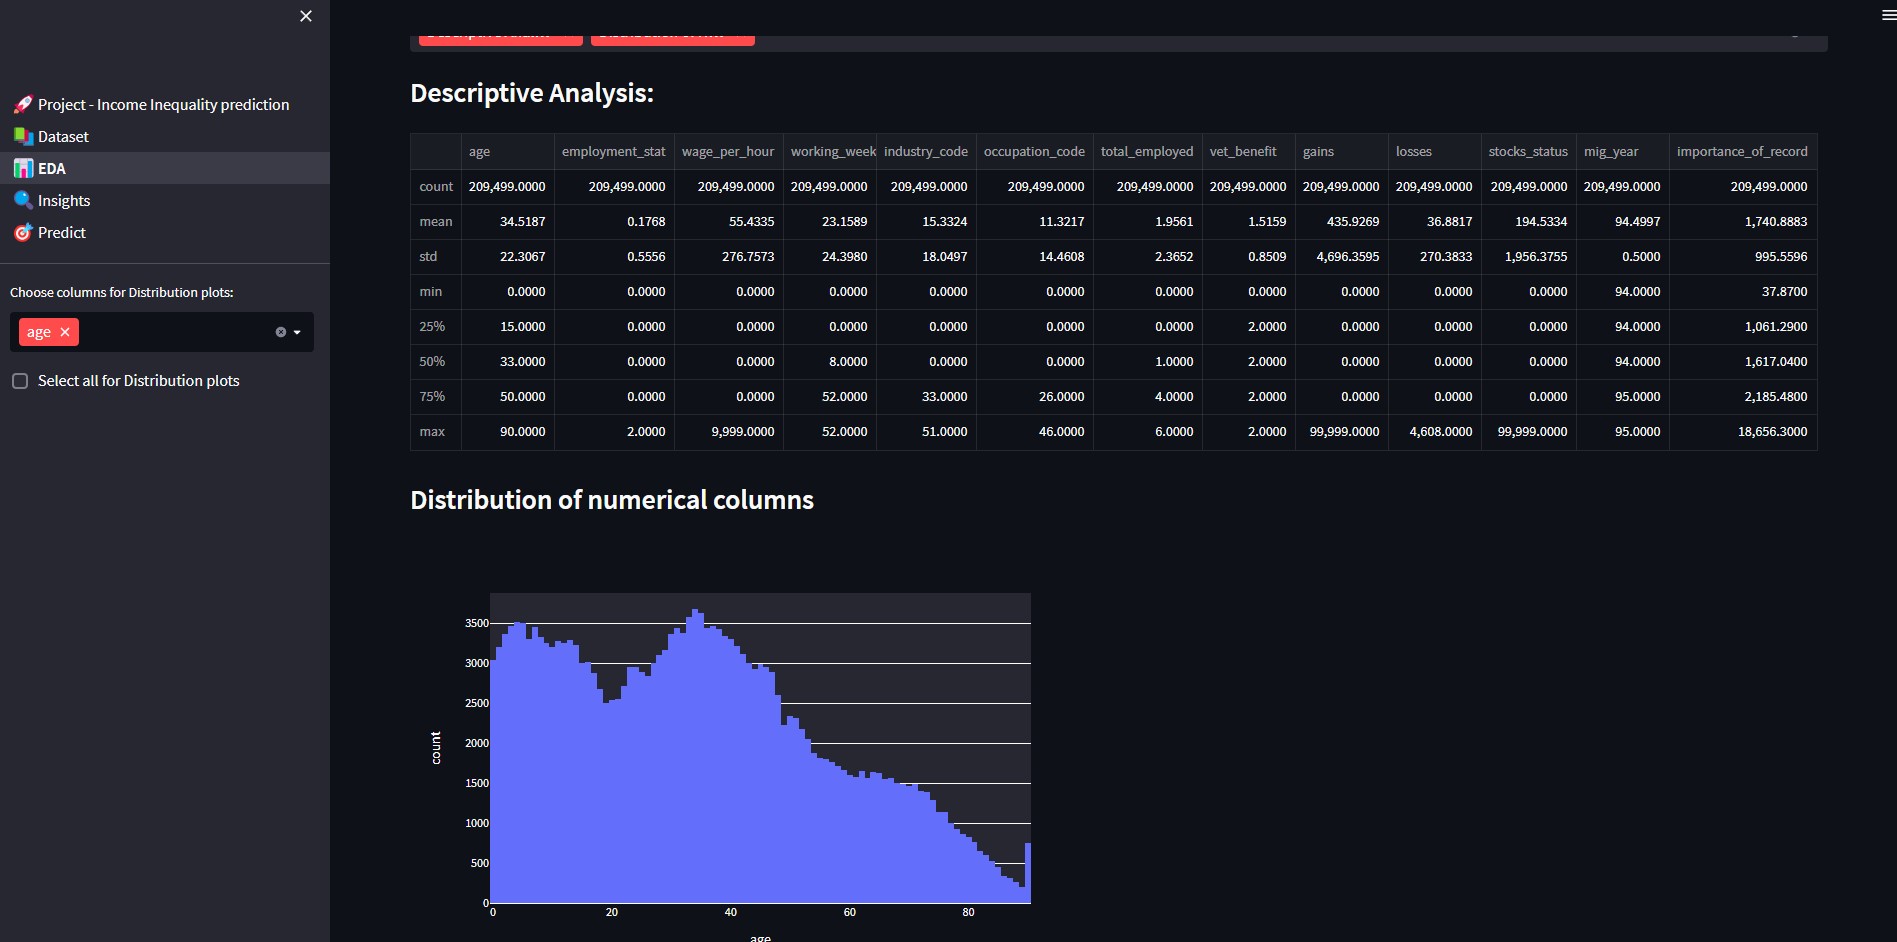 Project - Income Inequality prediction
Dataset
EDA
Insights
Predict
Choose columns for Distribution plots:
age
Select all for Distribution plots
Descriptive Analysis:
age employment_stat wage_per_hour working_week industry_code occupation_code total_employed vet_benefit gains losses stocks_status mig_year importance_of_record
count 209,499.0000 209,499.0000 209,499.0000 209,499.0000 209,499.0000 209,499.0000 209,499.0000 209,499.0000 209,499.0000 209,499.0000 209,499.0000 209,499.0000 209,499.0000
mean 34.5187 0.1768 55.4335 23.1589 15.3324 11.3217 1.9561 1.5159 435.9269 36.8817 194.5334 94.4997 1,740.8883
std 22.3067 0.5556 276.7573 24.3980 18.0497 14.4608 2.3652 0.8509 4,696.3595 270.3833 1,956.3755 0.5000 995.5596
min 0.0000 0.0000 0.0000 0.0000 0.0000 0.0000 0.0000 0.0000 0.0000 0.0000 0.0000 94.0000 37.8700
25% 15.0000 0.0000 0.0000 0.0000 0.0000 0.0000 0.0000 2.0000 0.0000 0.0000 0.0000 94.0000 1,061.2900
50% 33.0000 0.0000 0.0000 8.0000 0.0000 0.0000 1.0000 2.0000 0.0000 0.0000 0.0000 94.0000 1,617.0400
75% 50.0000 0.0000 0.0000 52.0000 33.0000 26.0000 4.0000 2.0000 0.0000 0.0000 0.0000 95.0000 2,185.4800
max 90.0000 2.0000 9,999.0000 52.0000 51.0000 46.0000 6.0000 2.0000 99,999.0000 4,608.0000 99,999.0000 95.0000 18,656.3000
Distribution of numerical columns
3500
3000
2500
2000
1500
1000
500
0
count
0 20 40 60 80
age